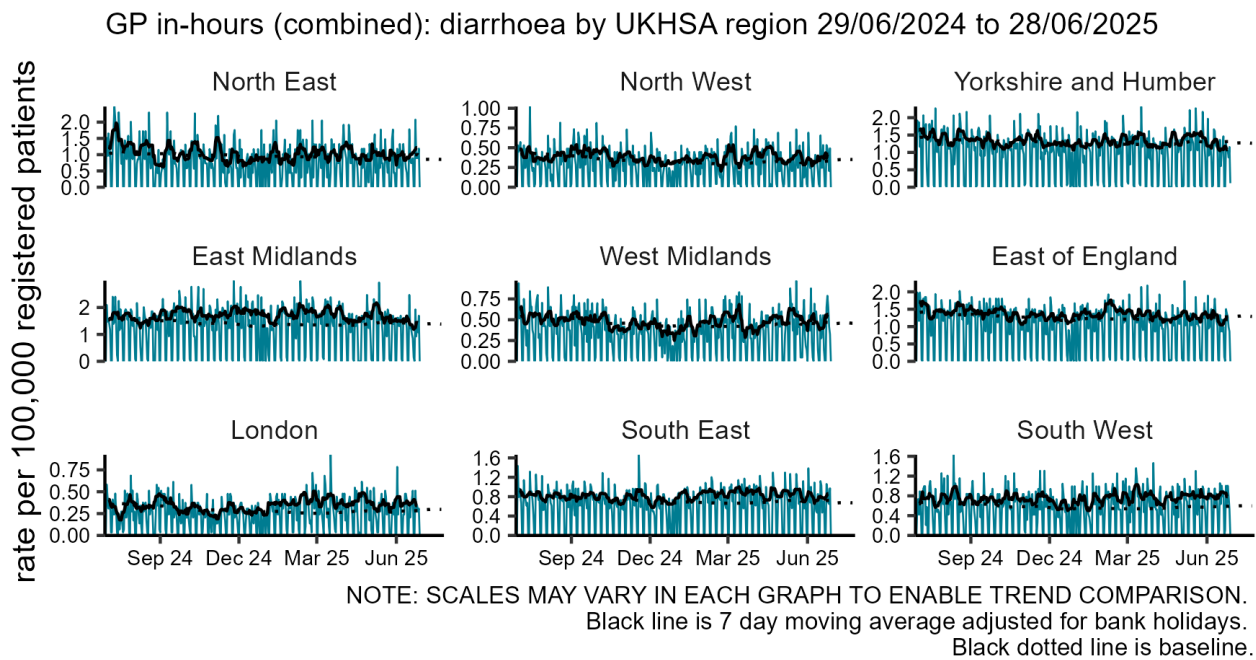 GP in-hours (combined): diarrhoea by UKHSA region 29/06/2024 to 28/06/2025
rate per 100,000 registered patients
North East
2.0
1.5
1.0
0.5
0.0
North West
1.00
0.75
0.50
0.25
0.00
Yorkshire and Humber
2.0
1.5
1.0
0.5
0.0
East Midlands
2
1
0
West Midlands
0.75
0.50
0.25
0.00
East of England
2.0
1.5
1.0
0.5
0.0
London
0.75
0.50
0.25
0.00
Sep 24 Dec 24 Mar 25 Jun 25
South East
1.6
1.2
0.8
0.4
0.0
Sep 24 Dec 24 Mar 25 Jun 25
South West
1.6
1.2
0.8
0.4
0.0
Sep 24 Dec 24 Mar 25 Jun 25
NOTE: SCALES MAY VARY IN EACH GRAPH TO ENABLE TREND COMPARISON.
Black line is 7 day moving average adjusted for bank holidays.
Black dotted line is baseline.